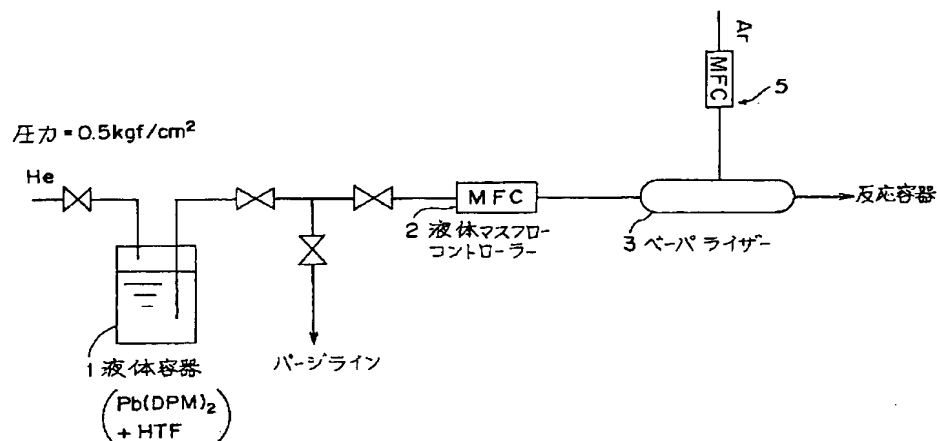 Ar
MFC
5
圧力 = 0.5kgf/cm²
He
MFC
反応容器
2 液体マスフロー
コントローラー
3 ベーパライザー
パージライン
1 液体容器
(Pb(DPM)₂
+ HTF)